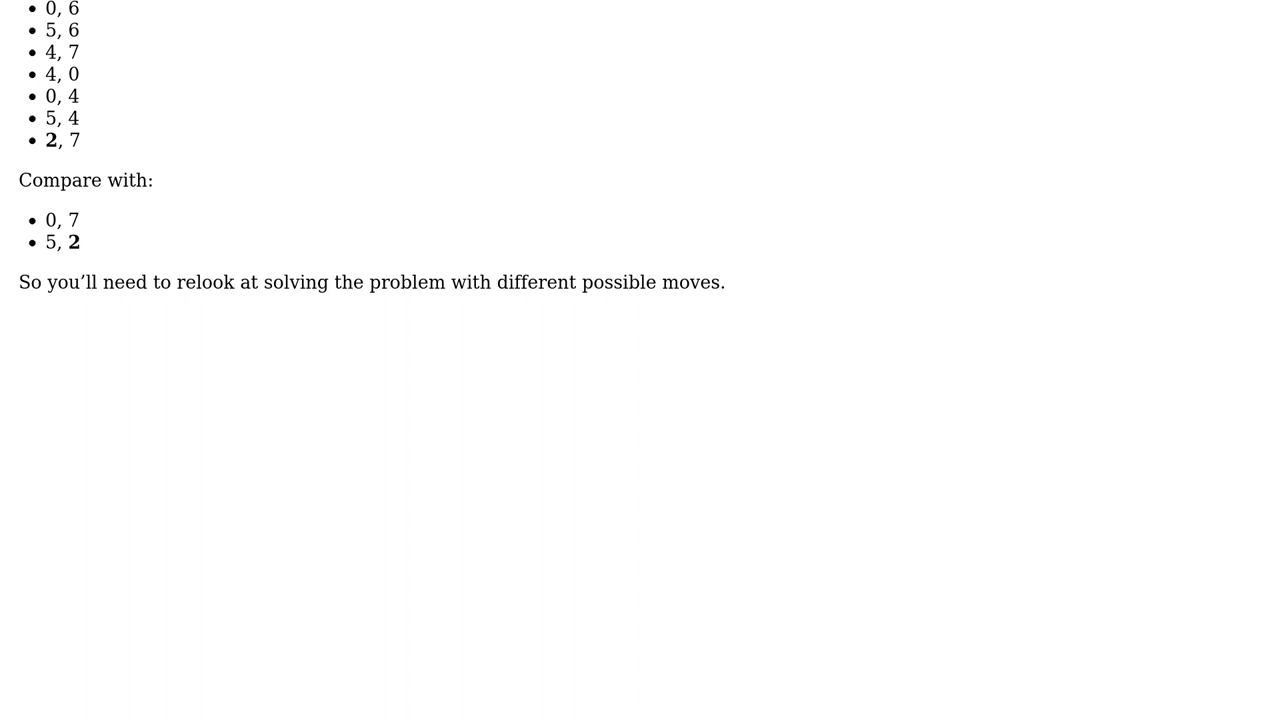 • 0, 6
• 5, 6
• 4, 7
• 4, 0
• 0, 4
• 5, 4
• 2, 7
Compare with:
• 0, 7
• 5, 2
So you’ll need to relook at solving the problem with different possible moves.